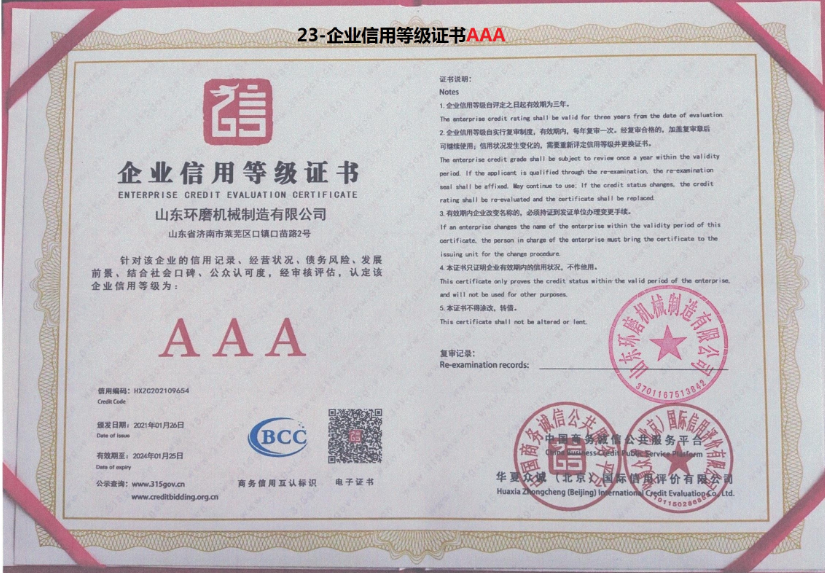 23-企业信用等级证书AAA
企业信用等级证书
ENTERPRISE CREDIT EVALUATION CERTIFICATE
山东环磨机械制造有限公司
山东省济南市莱芜区口镇口苗路2号
针对该企业的信用记录、经营状况、债务风险、发展
前景、结合社会口碑、公众认可度，经审核评估，认定该
企业信用等级为：
AAA
信用编码：HXZC202109654
Credit Code
颁发日期：2021年01月26日
Date of Issue
有效期至：2024年01月25日
Date of expiry
公示查询：www.315gov.cn
www.creditbidding.org.cn
BCC
商务信用互认标识
电子证书
证书说明：
Notes
1.企业信用等级自评定之日起有效期为三年。
The enterprise credit rating shall be valid for three years from the date of evaluation.
2.企业信用等级自实行复审制度，有效期内，每年复审一次。经复审合格的，加盖复审章后
可继续使用；信用状况发生变化的，需要重新评定信用等级并更换证书。
The enterprise credit grade shall be subject to review once a year within the validity
period. If the applicant is qualified through the re-examination, the re-examination
seal shall be affixed. May continue to use; If the credit status changes, the credit
rating shall be re-evaluated and the certificate shall be replaced.
3.有效期内企业改变名称的，必须持证到发证单位办理变更手续。
If an enterprise changes the name of the enterprise within the validity period of this
certificate, the person in charge of the enterprise must bring the certificate to the
issuing unit for the change procedure.
4.本证书只证明企业有效期内的信用状况，不作他用。
This certificate only proves the credit status within the valid period of the enterprise,
and will not be used for other purposes.
5.本证书不得涂改、转借。
This certificate shall not be altered or lent.
复审记录：
Re-examination records:
山东环磨机械制造有限公司
3701167513842
中国商务诚信公共服务平台
China Business Credit Public Service Platform
华夏众诚（北京）国际信用评价有限公司
Huaxia Zhongcheng (Beijing) International Credit Evaluation Co., Ltd.